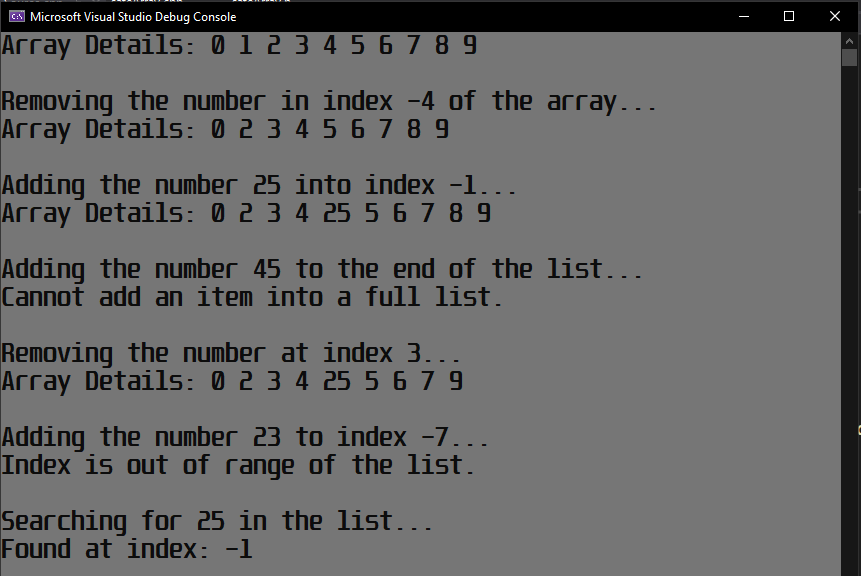 Microsoft Visual Studio Debug Console
Array Details: 0 1 2 3 4 5 6 7 8 9
Removing the number in index -4 of the array...
Array Details: 0 2 3 4 5 6 7 8 9
Adding the number 25 into index -1...
Array Details: 0 2 3 4 25 5 6 7 8 9
Adding the number 45 to the end of the list...
Cannot add an item into a full list.
Removing the number at index 3...
Array Details: 0 2 3 4 25 5 6 7 9
Adding the number 23 to index -7...
Index is out of range of the list.
Searching for 25 in the list...
Found at index: -1